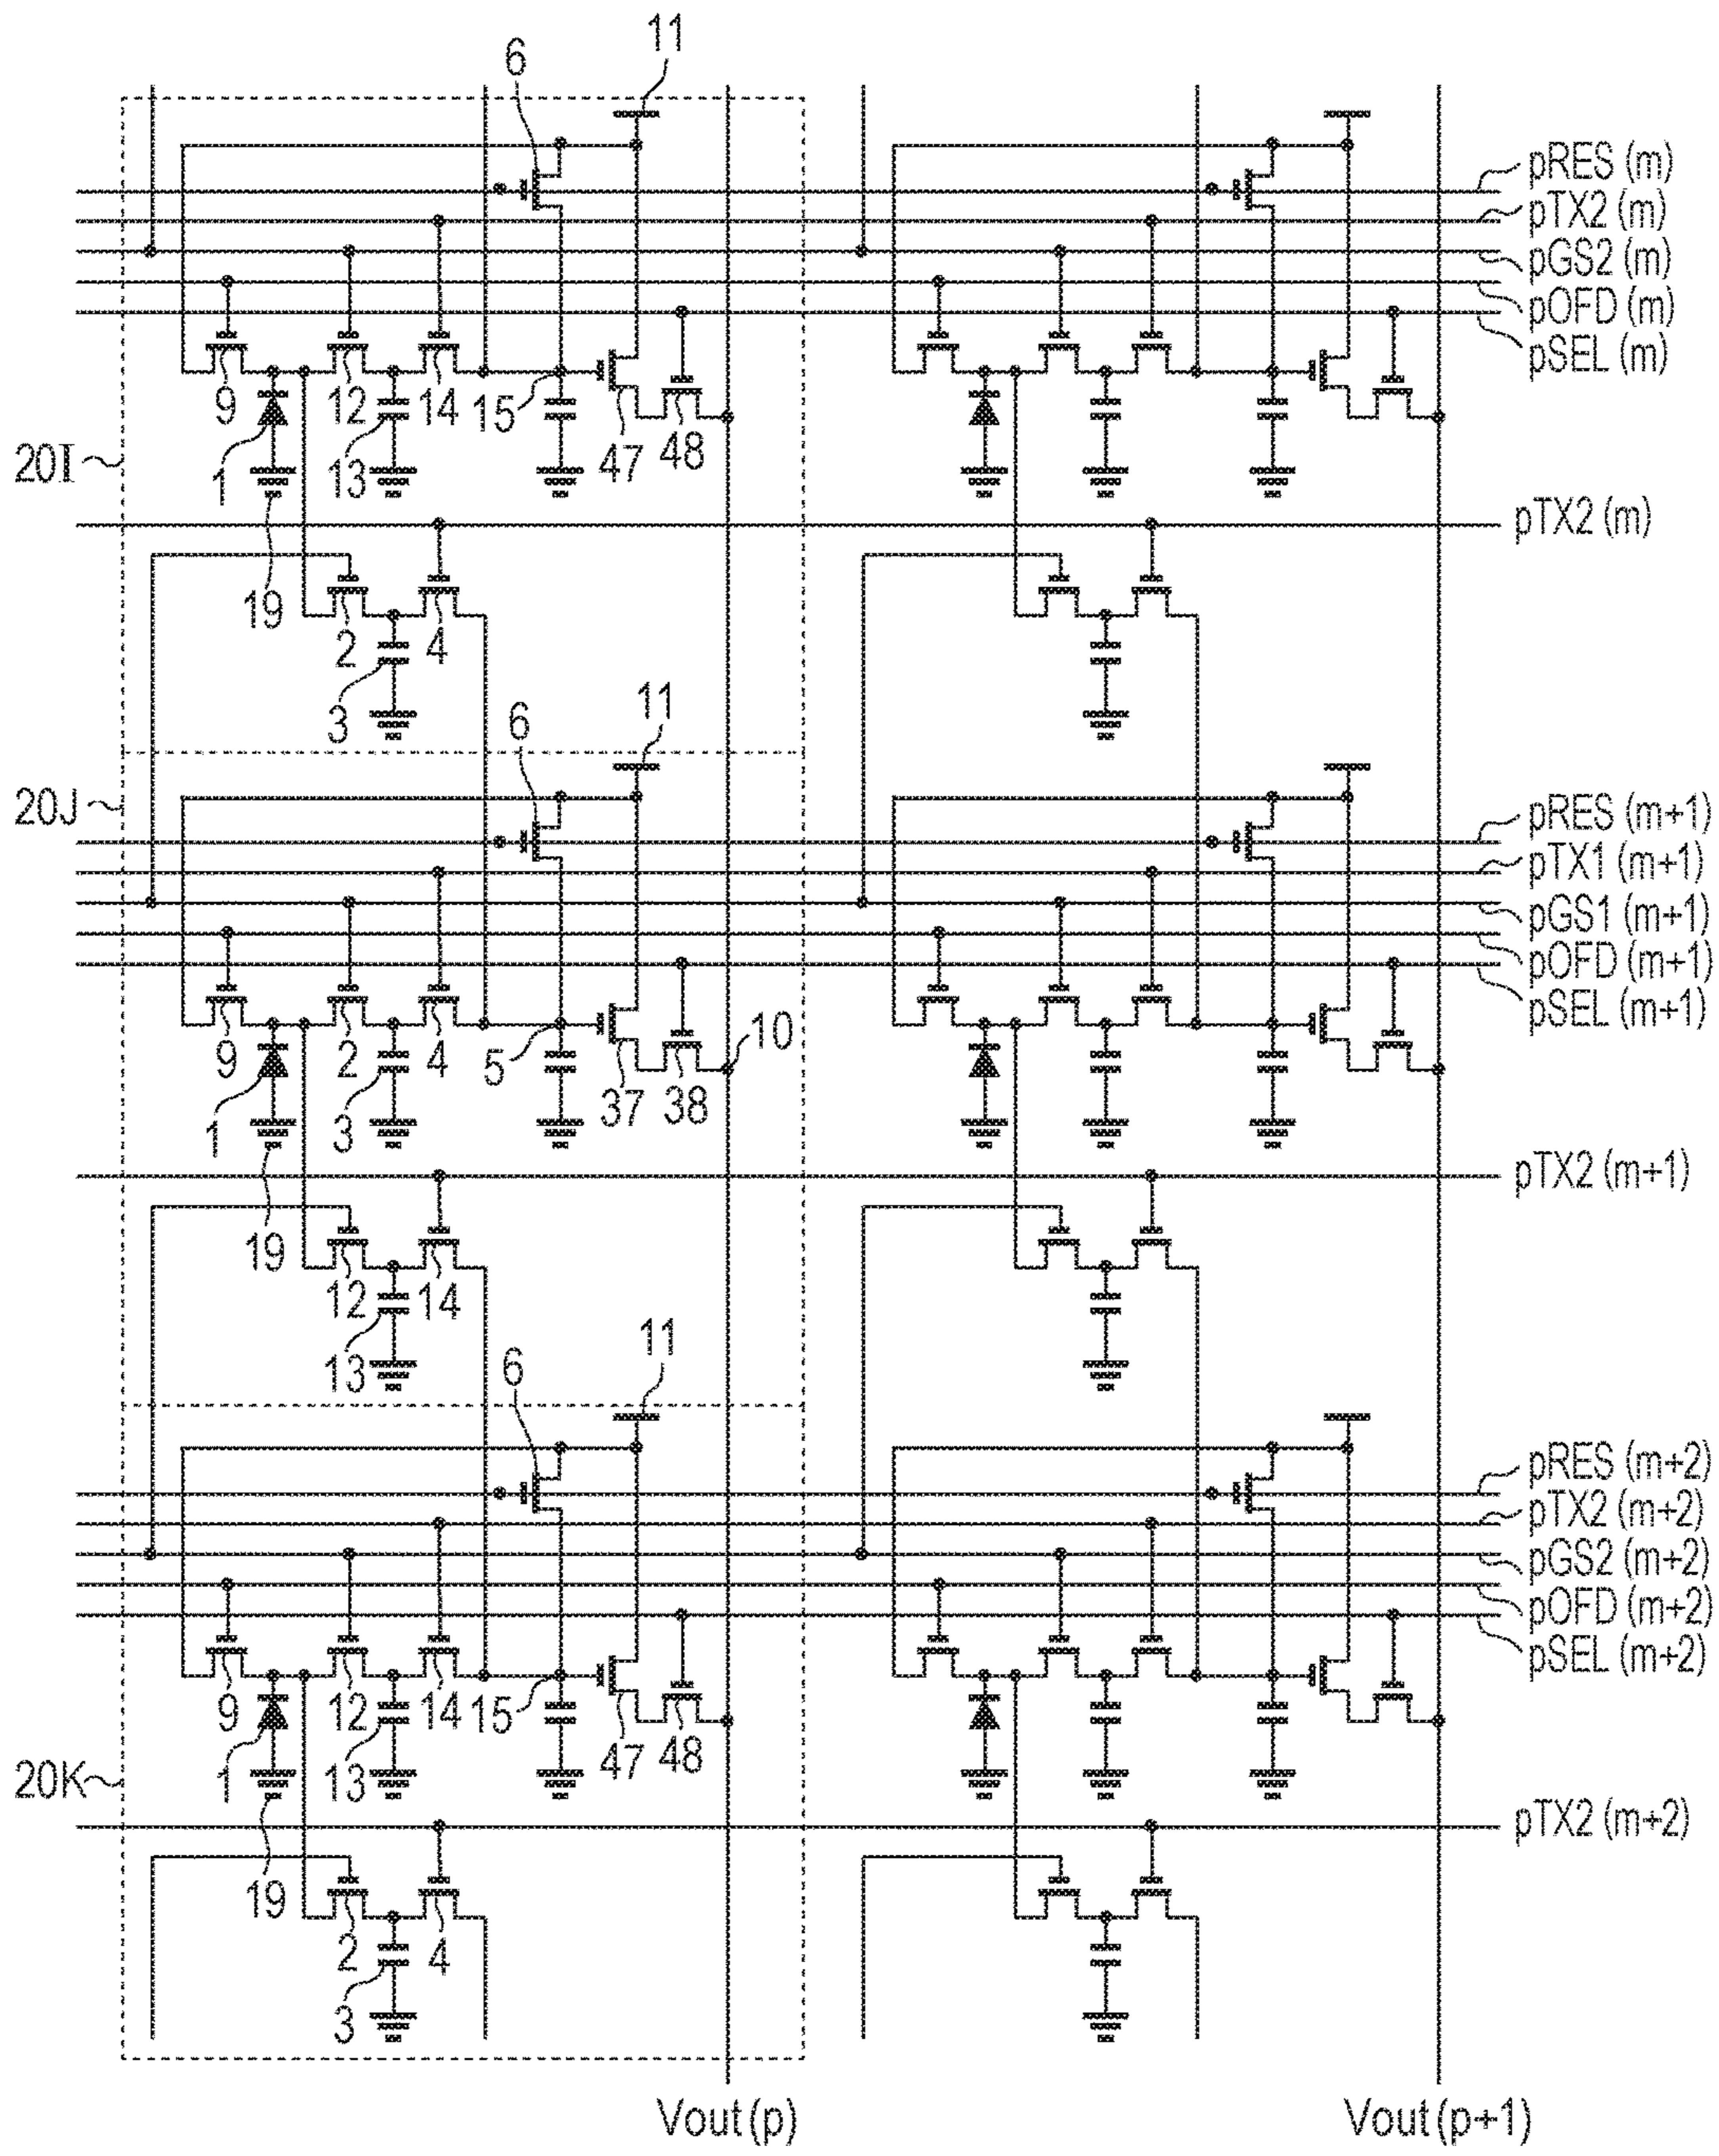 11
6
pRES (m)
pTX2 (m)
pGS2 (m)
pOFD (m)
pSEL (m)
9 12 14 15
20I 1 13 47 48
pTX2 (m)
19 2 4
3 6 11
20J
pRES (m+1)
pTX1 (m+1)
pGS1 (m+1)
pOFD (m+1)
pSEL (m+1)
9 2 4 5 10
1 3 37 38
pTX2 (m+1)
19 12 14
13 6 11
pRES (m+2)
pTX2 (m+2)
pGS2 (m+2)
pOFD (m+2)
pSEL (m+2)
9 12 14 15
20K 1 13 47 48
pTX2 (m+2)
19 2 4
3
Vout (p) Vout (p+1)